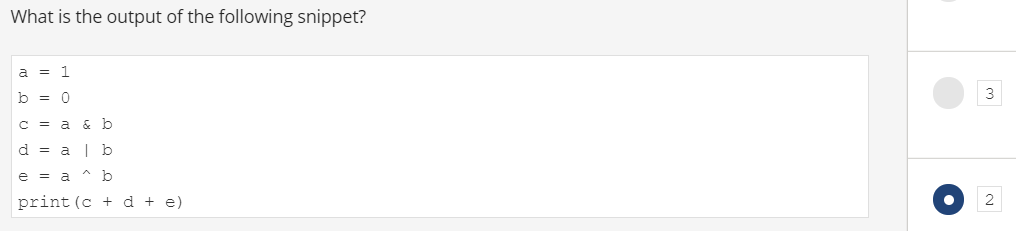 What is the output of the following snippet?
a = 1
b = 0
c = a & b
d = a | b
e = a ^ b
print(c + d + e)
3
2